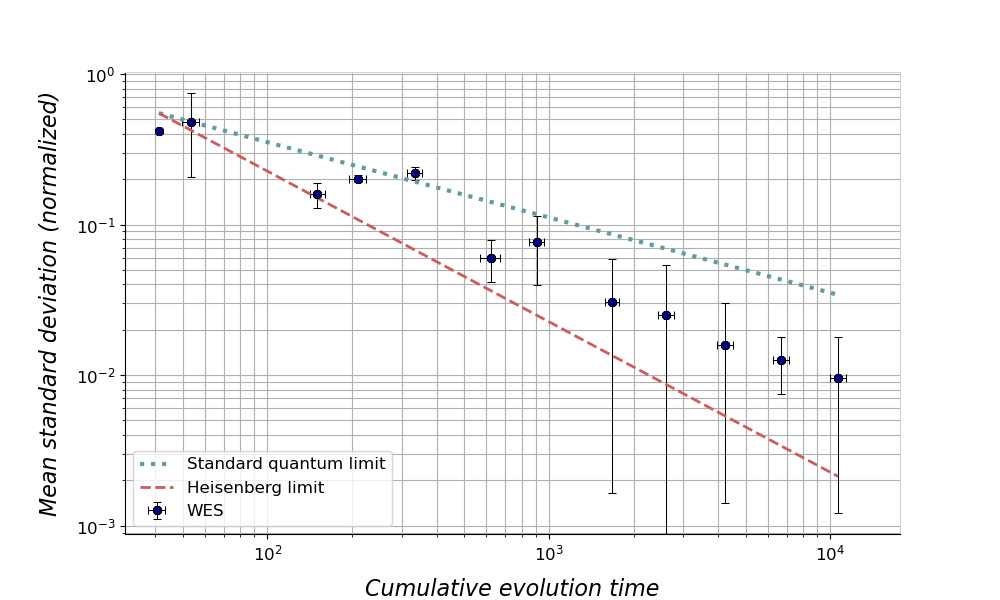 Mean standard deviation (normalized)
10⁰
10⁻¹
10⁻²
10⁻³
Standard quantum limit
Heisenberg limit
WES
10²
10³
10⁴
Cumulative evolution time